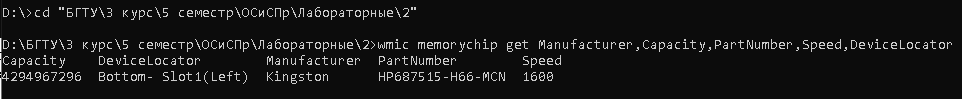 D:\>cd "БГТУ\3 курс\5 семестр\ОСиСПр\Лабораторные\2"
D:\БГТУ\3 курс\5 семестр\ОСиСПр\Лабораторные\2>wmic memorychip get Manufacturer,Capacity,PartNumber,Speed,DeviceLocator
Capacity    DeviceLocator        Manufacturer  PartNumber        Speed
4294967296  Bottom- Slot1(Left)  Kingston      HP687515-H66-MCN  1600